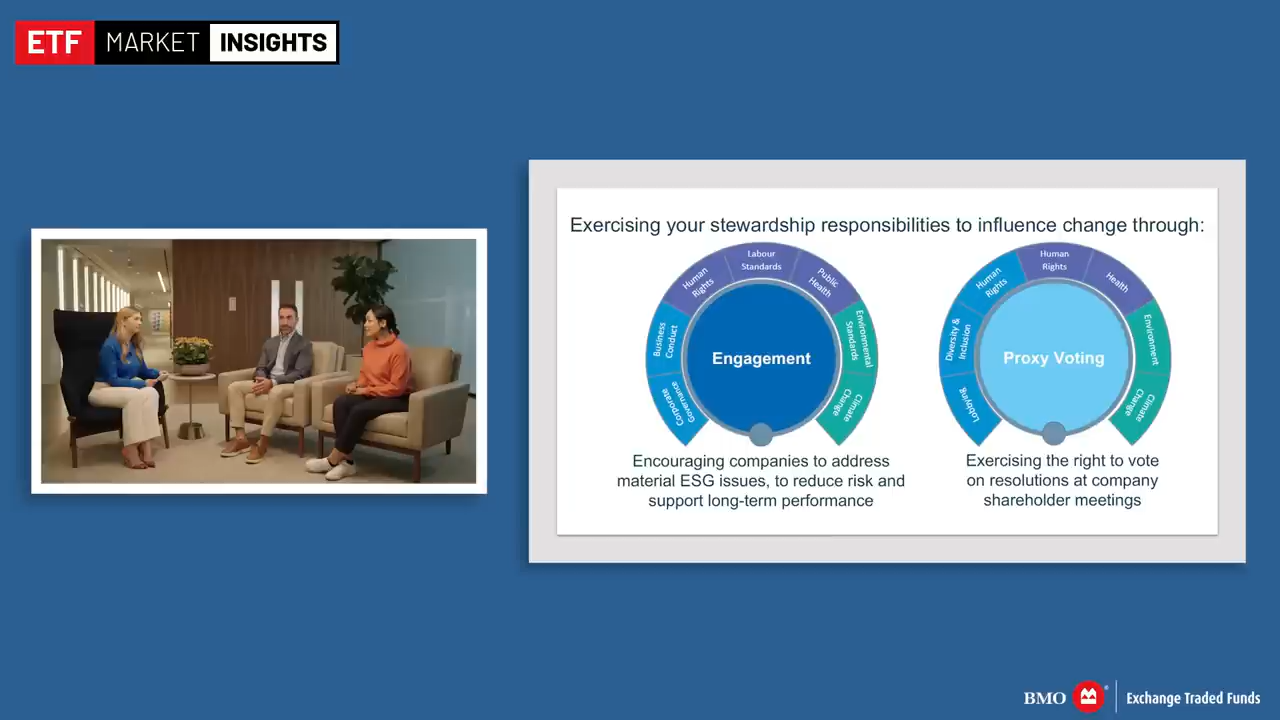 ETF MARKET INSIGHTS
Exercising your stewardship responsibilities to influence change through:
Corporate
Governance
Business
Conduct
Human
Rights
Labour
Standards
Public
Health
Environmental
Standards
Climate
Change
Engagement
Encouraging companies to address
material ESG issues, to reduce risk and
support long-term performance
Lobbying
Diversity &
Inclusion
Human
Rights
Human
Rights
Health
Environment
Climate
Change
Proxy Voting
Exercising the right to vote
on resolutions at company
shareholder meetings
BMO Exchange Traded Funds